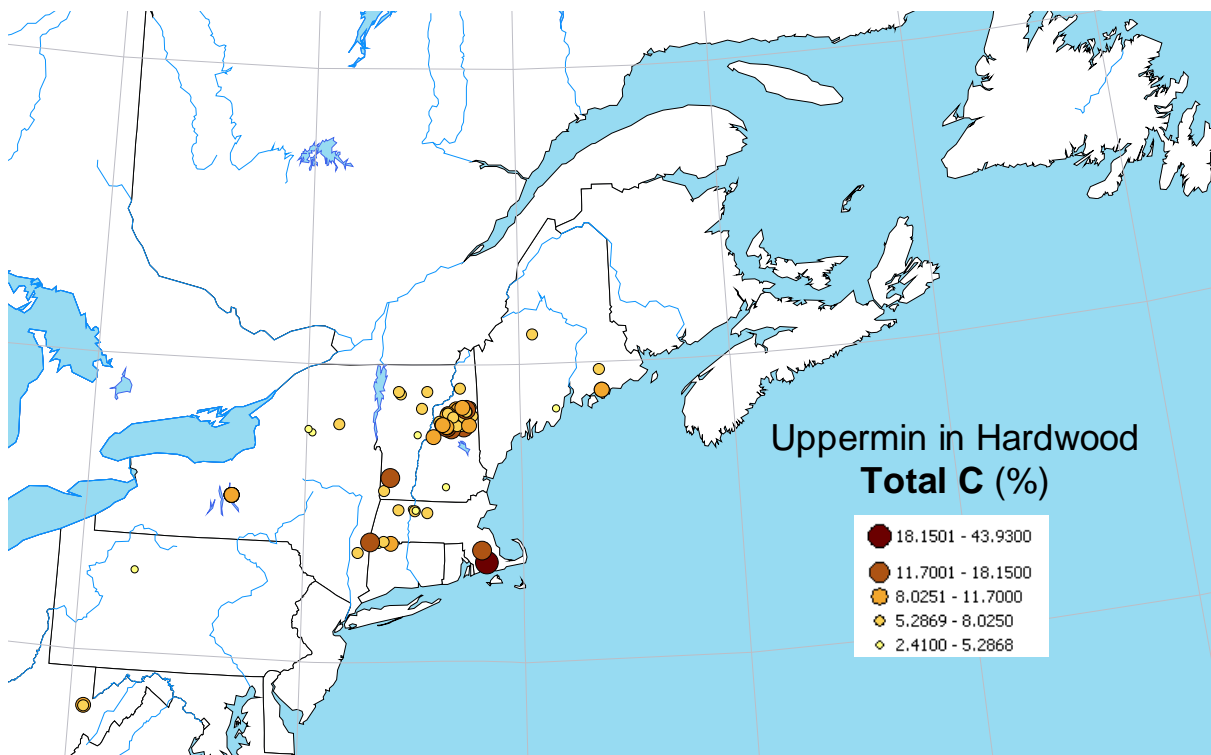 Uppermin in Hardwood
Total C (%)
18.1501 - 43.9300
11.7001 - 18.1500
8.0251 - 11.7000
5.2869 - 8.0250
2.4100 - 5.2868